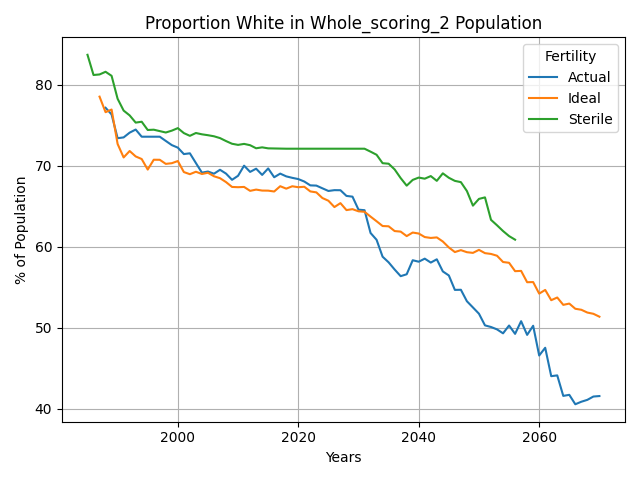 Proportion White in Whole_scoring_2 Population
Fertility
Actual
Ideal
Sterile
% of Population
80
70
60
50
40
2000
2020
2040
2060
Years